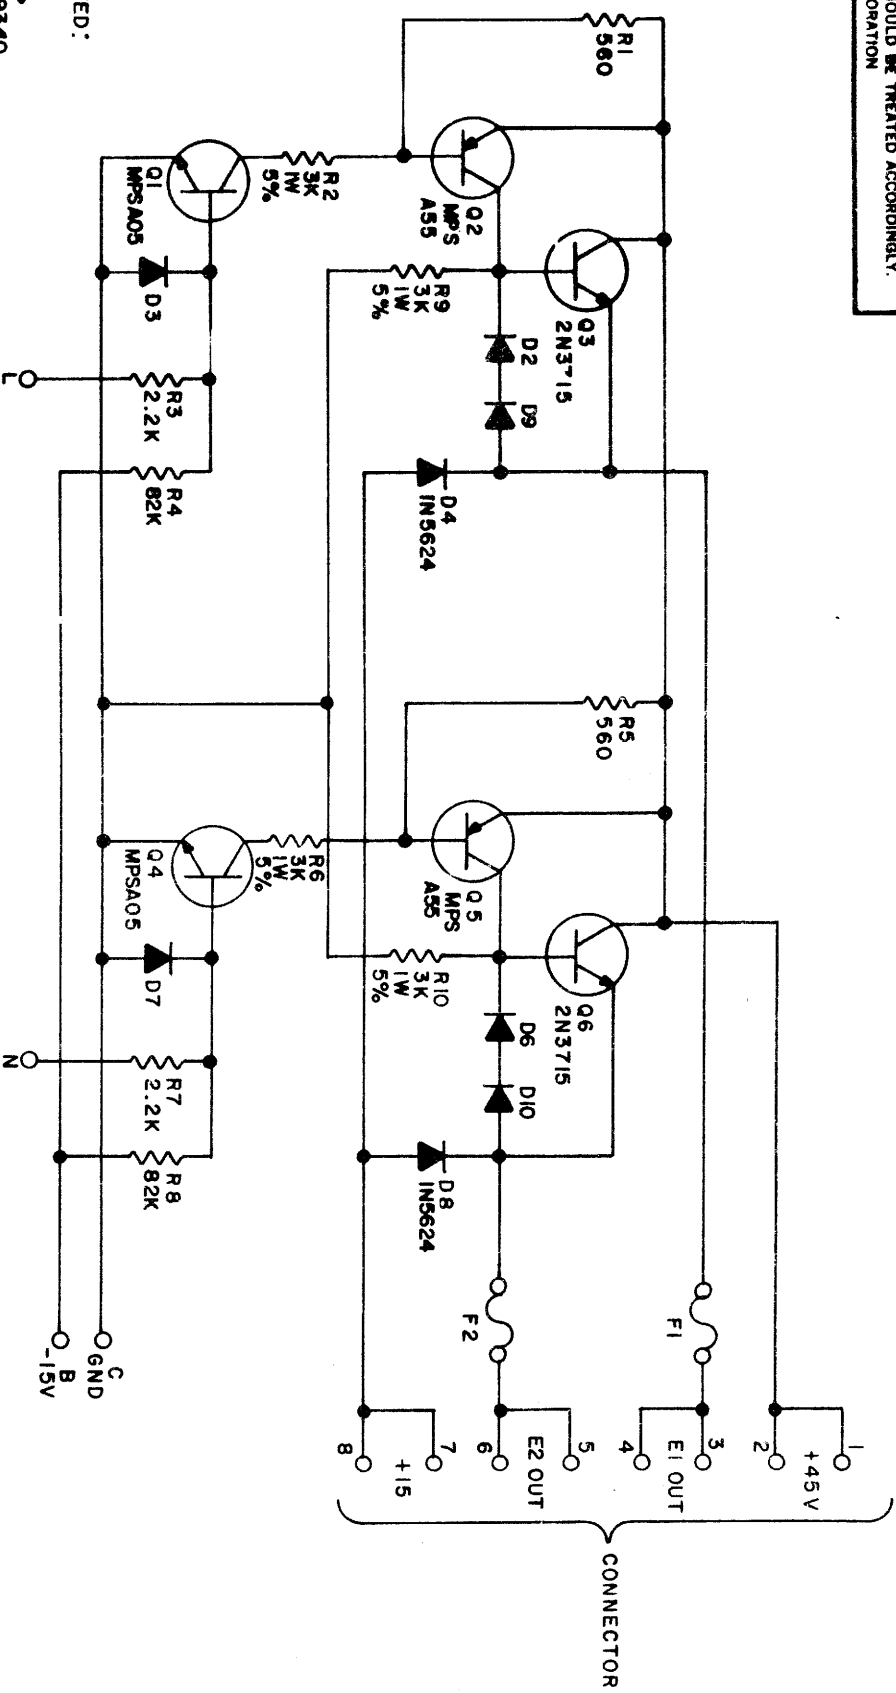 OULD BE TREATED ACCORDINGLY.
ORATION
ED:
R1
560
Q2
MPS
A55
R2
3K
1W
5%
Q1
MPSA05
Q3
2N3715
R9
3K
1W
5%
D2
D9
D3
R3
2.2K
L
R4
82K
D4
IN5624
R5
560
Q5
MPS
A55
R6
3K
1W
5%
Q4
MPSA05
Q6
2N3715
R10
3K
1W
5%
D6
D10
D7
R7
2.2K
N
R8
82K
D8
IN5624
F1
F2
C
GND
B
-15V
1
+45V
2
3
E1 OUT
4
5
E2 OUT
6
7
+15
8
CONNECTOR